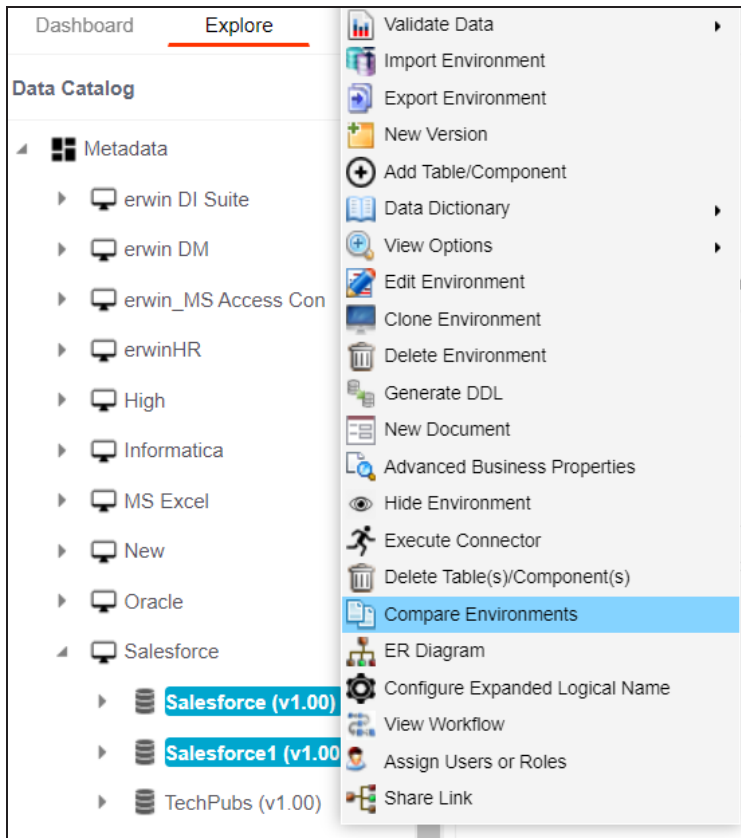 Dashboard
Explore
Data Catalog
Metadata
erwin DI Suite
erwin DM
erwin_MS Access Con
erwinHR
High
Informatica
MS Excel
New
Oracle
Salesforce
Salesforce (v1.00)
Salesforce1 (v1.00
TechPubs (v1.00)
Validate Data
Import Environment
Export Environment
New Version
Add Table/Component
Data Dictionary
View Options
Edit Environment
Clone Environment
Delete Environment
Generate DDL
New Document
Advanced Business Properties
Hide Environment
Execute Connector
Delete Table(s)/Component(s)
Compare Environments
ER Diagram
Configure Expanded Logical Name
View Workflow
Assign Users or Roles
Share Link